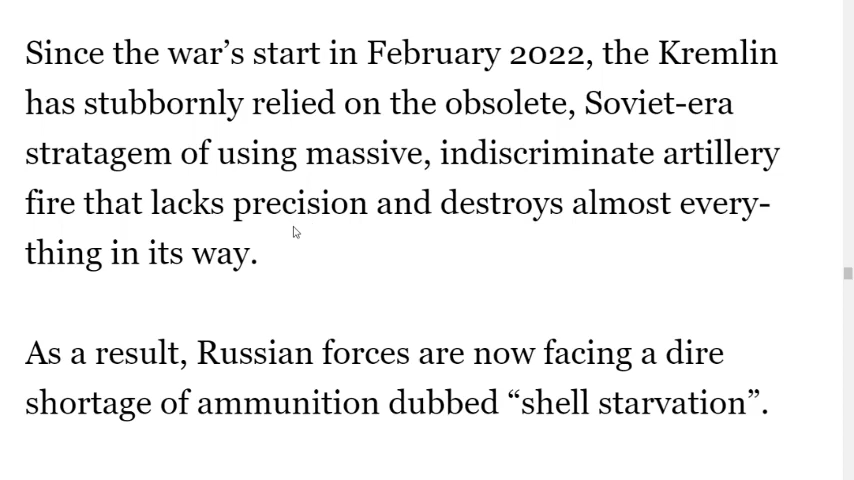 Since the war’s start in February 2022, the Kremlin
has stubbornly relied on the obsolete, Soviet-era
stratagem of using massive, indiscriminate artillery
fire that lacks precision and destroys almost every-
thing in its way.
As a result, Russian forces are now facing a dire
shortage of ammunition dubbed “shell starvation”.